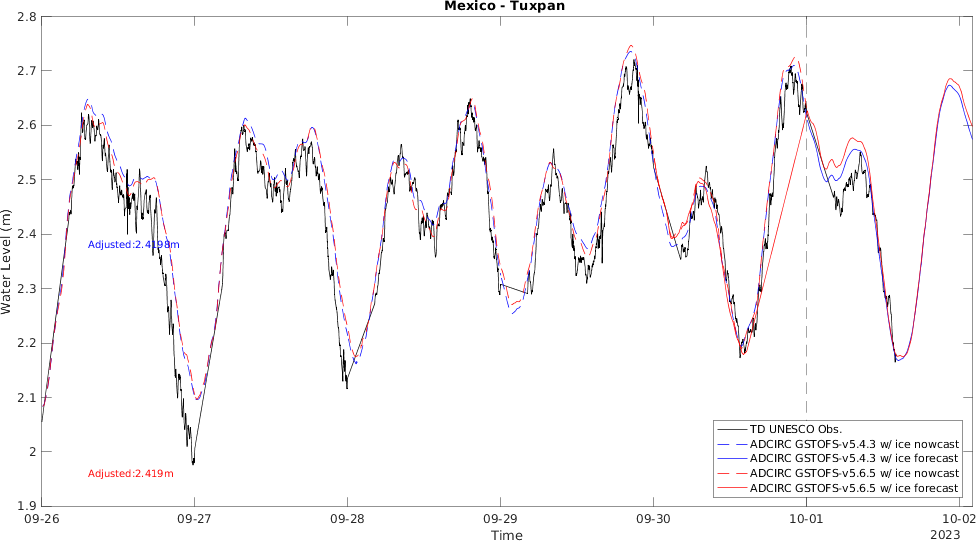 Mexico - Tuxpan
Water Level (m)
2.8
2.7
2.6
2.5
2.4
2.3
2.2
2.1
2
1.9
Adjusted:2.4198m
Adjusted:2.419m
TD UNESCO Obs.
ADCIRC GSTOFS-v5.4.3 w/ ice nowcast
ADCIRC GSTOFS-v5.4.3 w/ ice forecast
ADCIRC GSTOFS-v5.6.5 w/ ice nowcast
ADCIRC GSTOFS-v5.6.5 w/ ice forecast
09-26 09-27 09-28 09-29 09-30 10-01 10-02
Time
2023